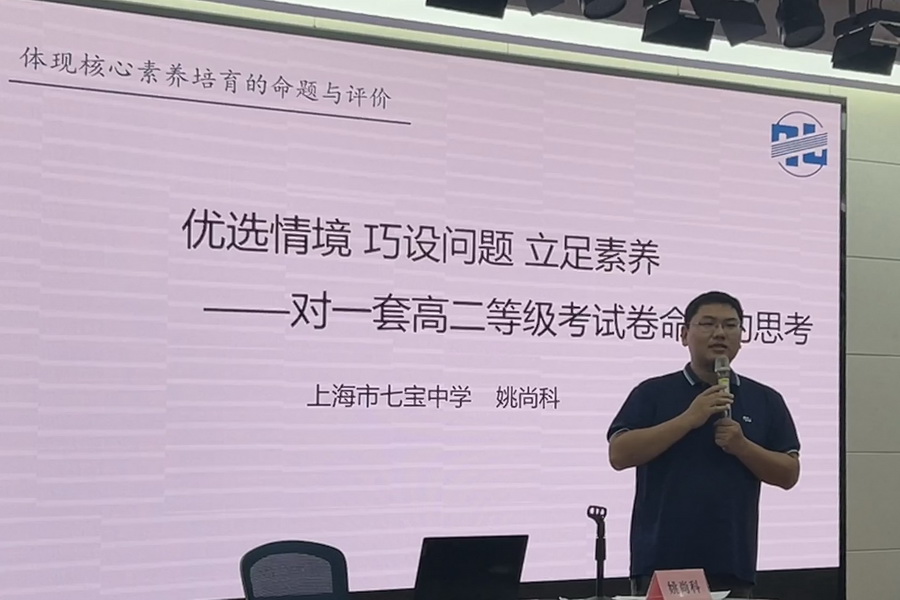 体现核心素养培育的命题与评价
优选情境 巧设问题 立足素养
——对一套高二等级考试卷命 的思考
上海市七宝中学 姚尚科
姚尚科